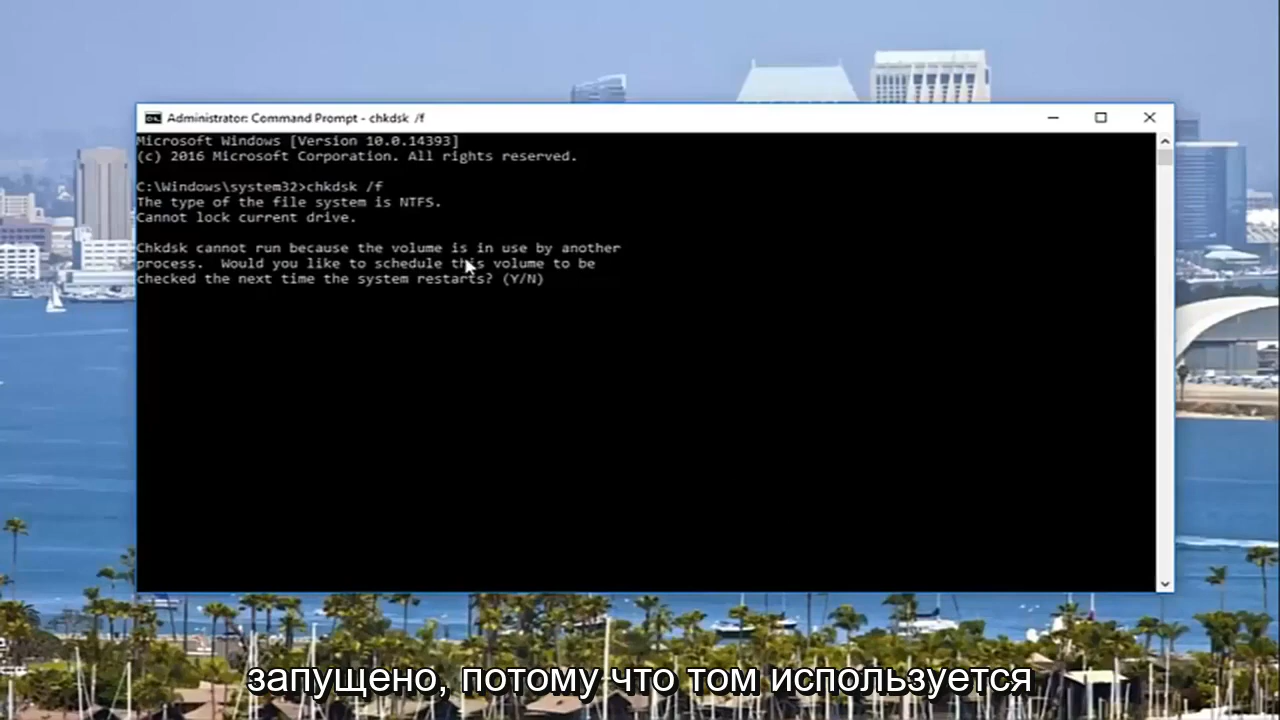 Administrator: Command Prompt - chkdsk /f
Microsoft Windows [Version 10.0.14393]
(c) 2016 Microsoft Corporation. All rights reserved.
C:\Windows\system32>chkdsk /f
The type of the file system is NTFS.
Cannot lock current drive.
Chkdsk cannot run because the volume is in use by another
process.  Would you like to schedule this volume to be
checked the next time the system restarts? (Y/N)
запущено, потому что том используется